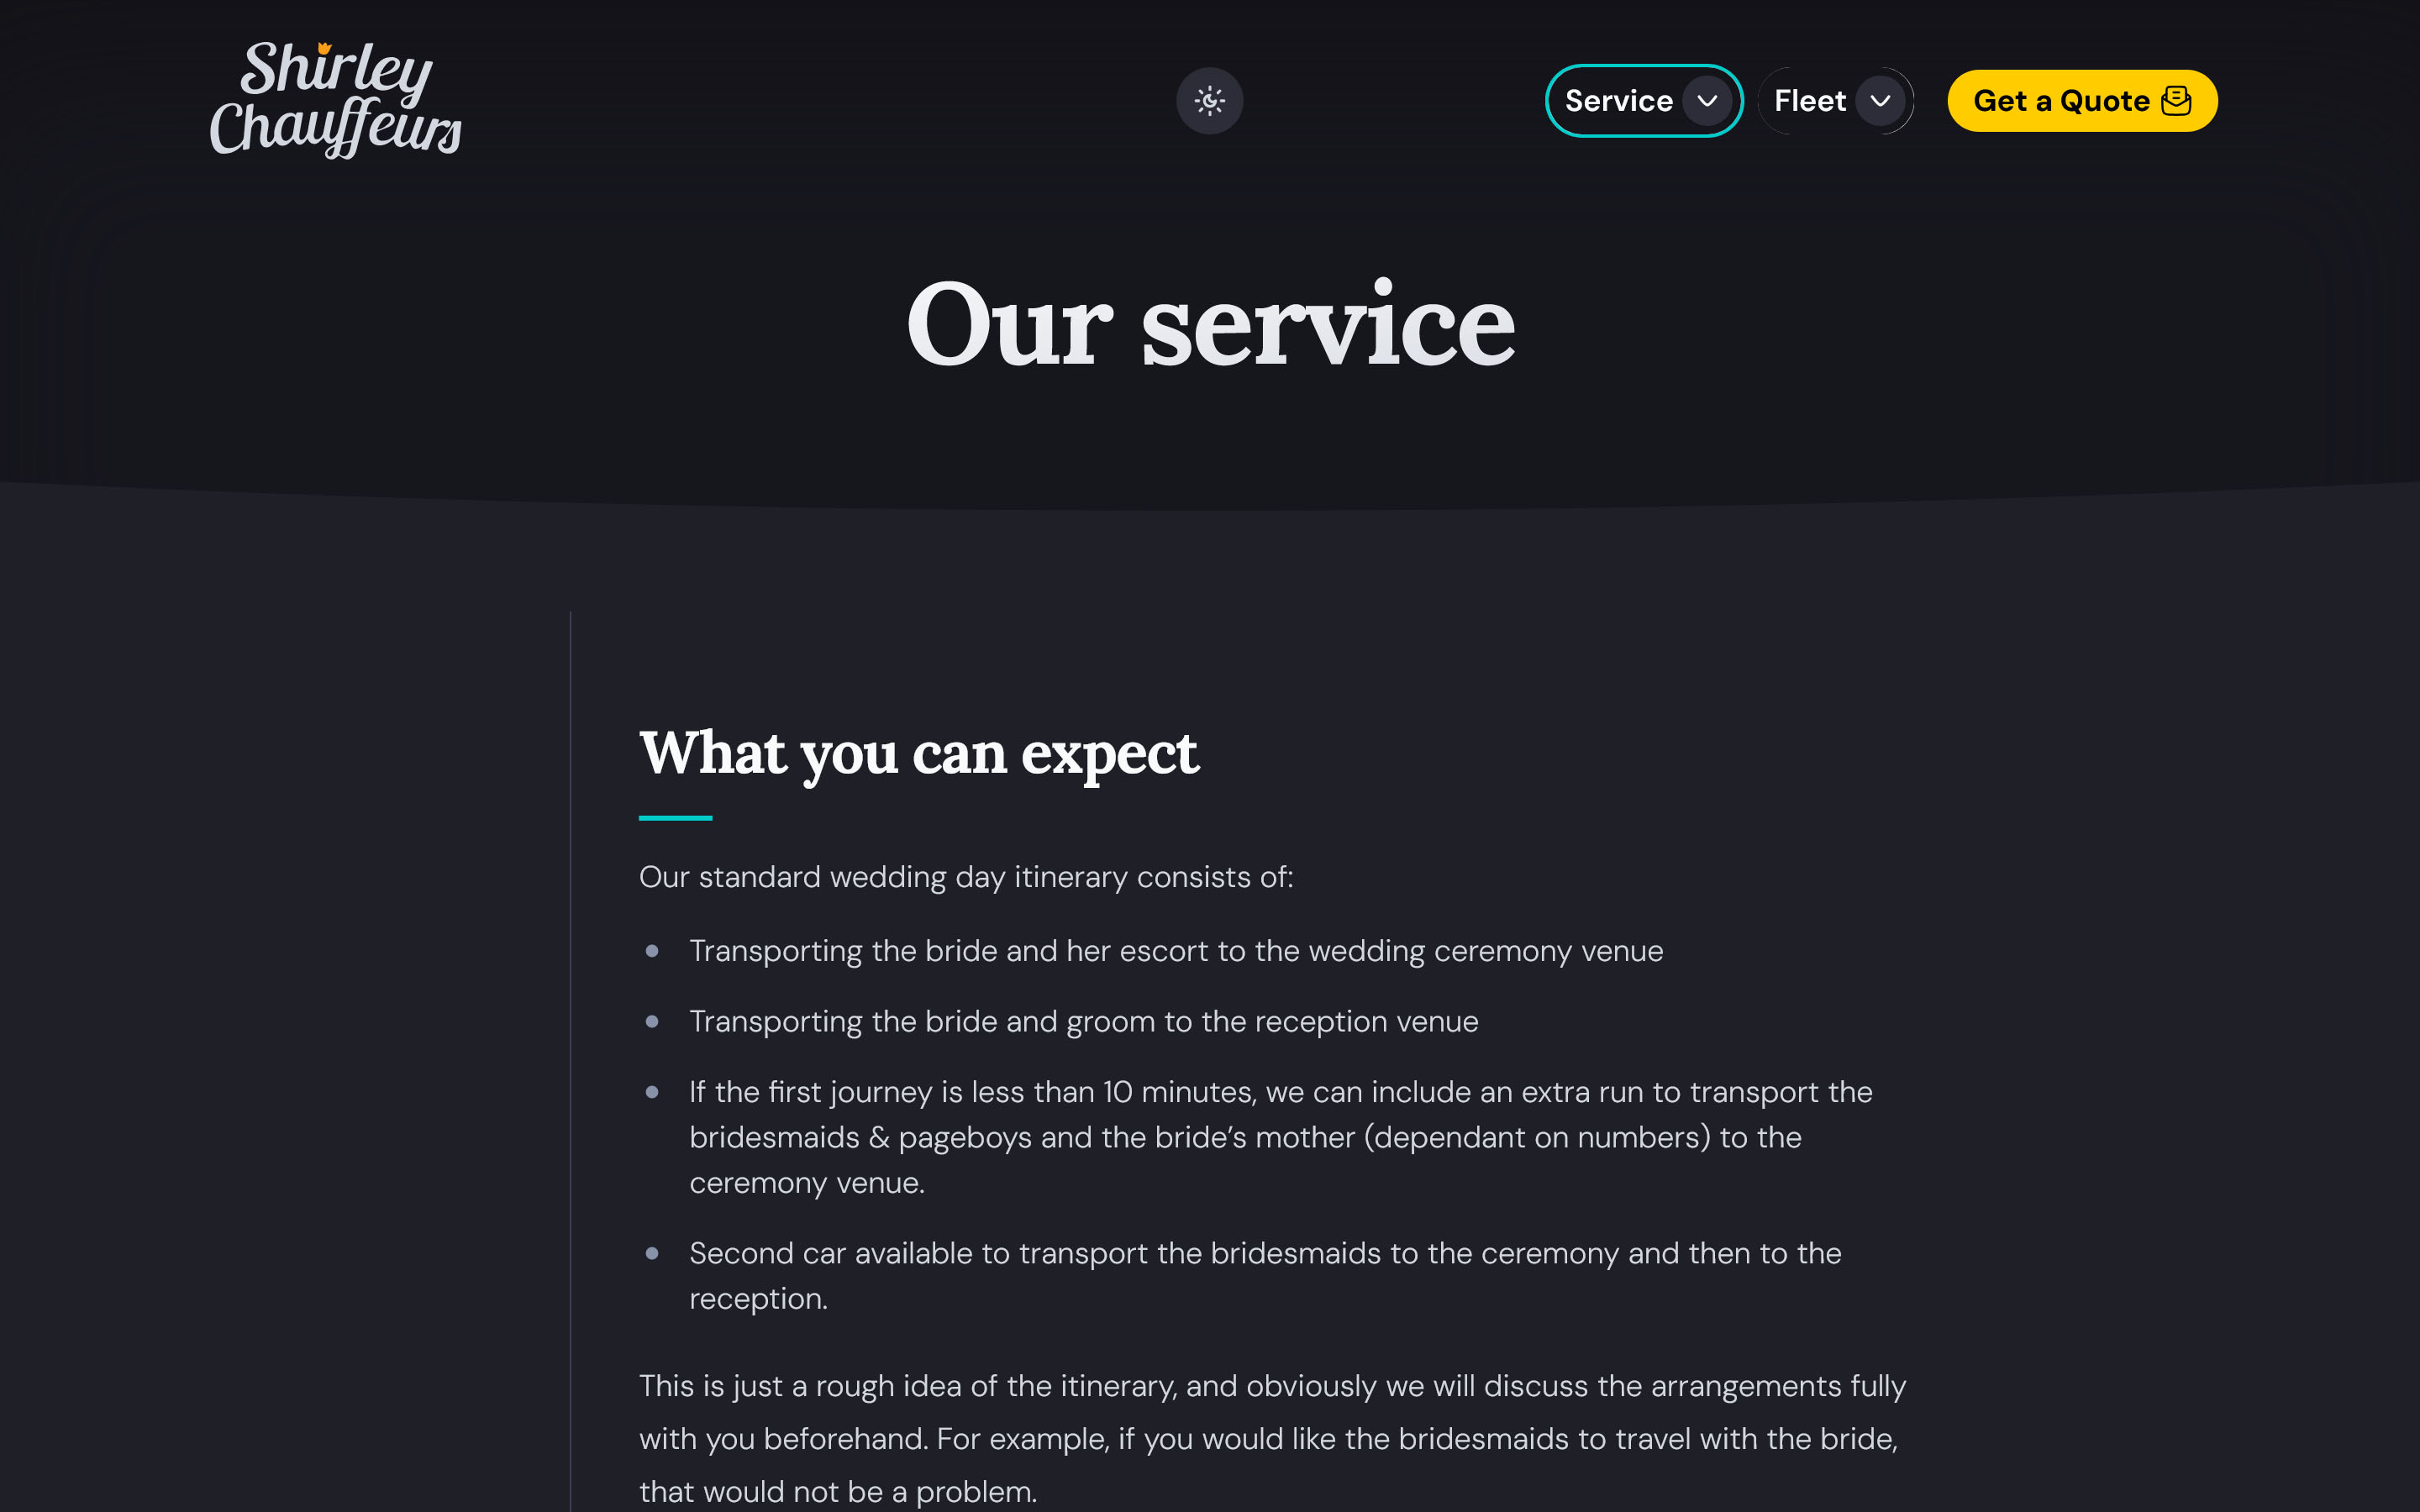 Shirley
Chauffeurs
Service
Fleet
Get a Quote
Our service
What you can expect
Our standard wedding day itinerary consists of:
Transporting the bride and her escort to the wedding ceremony venue
Transporting the bride and groom to the reception venue
If the first journey is less than 10 minutes, we can include an extra run to transport the
bridesmaids & pageboys and the bride’s mother (dependant on numbers) to the
ceremony venue.
Second car available to transport the bridesmaids to the ceremony and then to the
reception.
This is just a rough idea of the itinerary, and obviously we will discuss the arrangements fully
with you beforehand. For example, if you would like the bridesmaids to travel with the bride,
that would not be a problem.